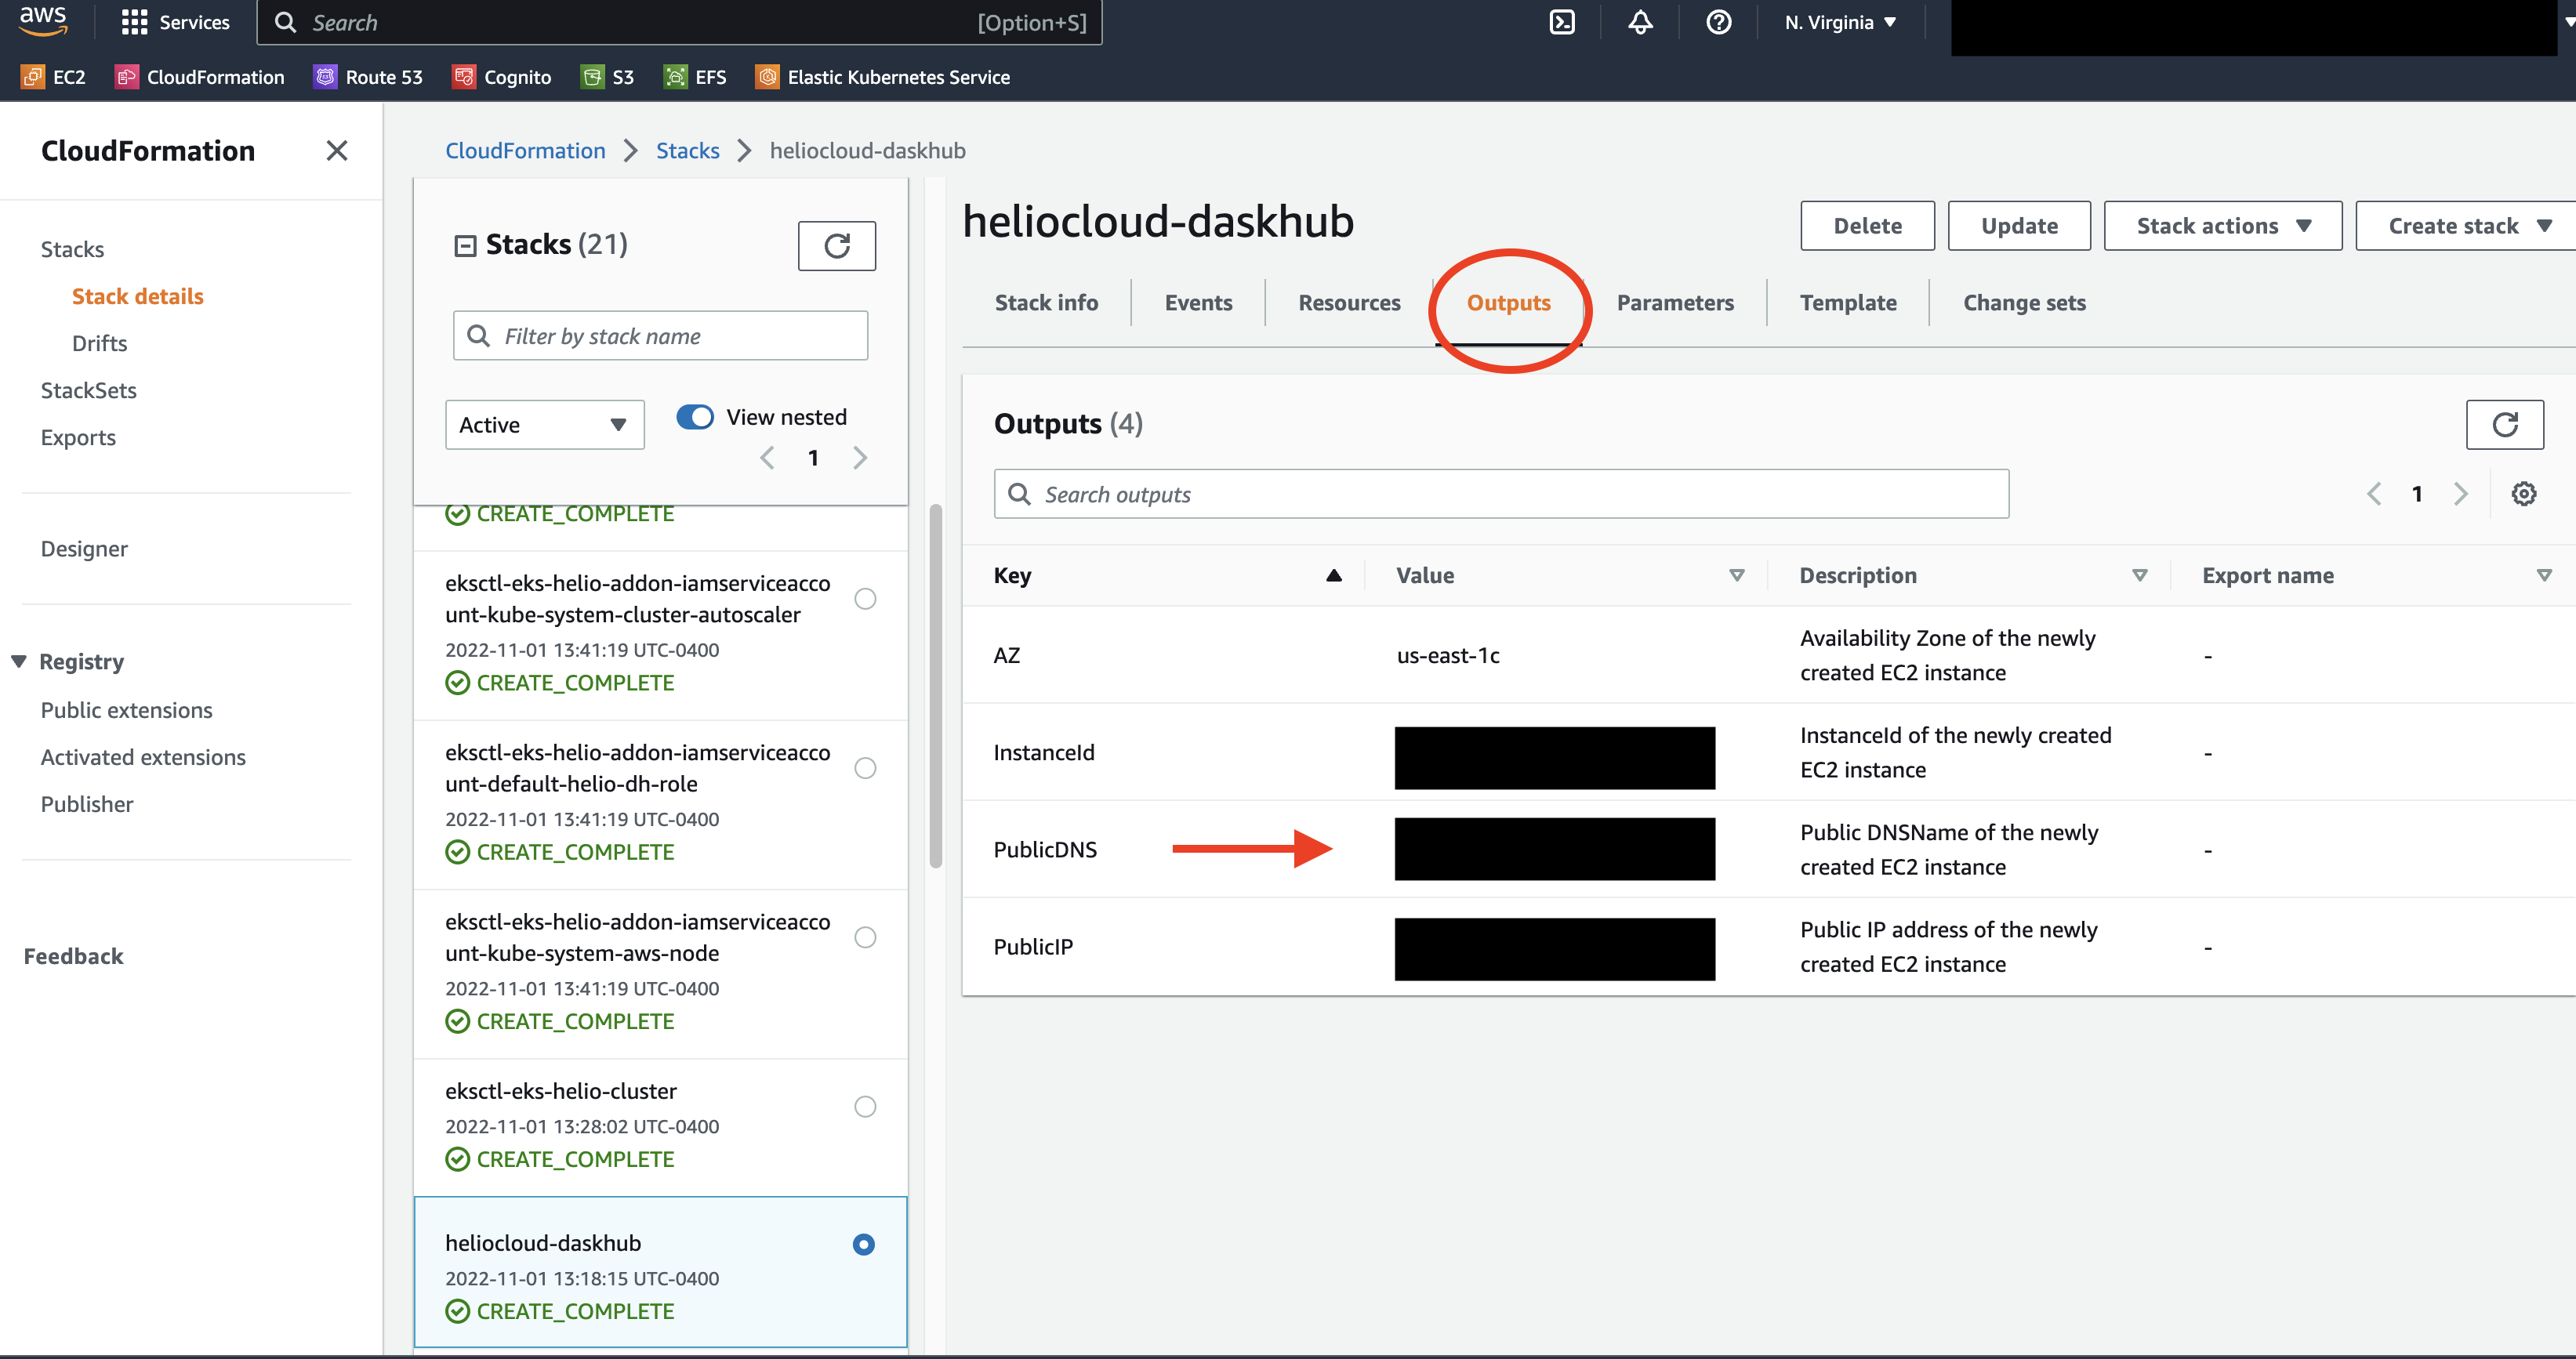 aws
Services
Search
[Option+S]
N. Virginia
EC2
CloudFormation
Route 53
Cognito
S3
EFS
Elastic Kubernetes Service
CloudFormation
Stacks
Stack details
Drifts
StackSets
Exports
Designer
Registry
Public extensions
Activated extensions
Publisher
Feedback
CloudFormation
Stacks
heliocloud-daskhub
Stacks (21)
Filter by stack name
Active
View nested
1
CREATE_COMPLETE
eksctl-eks-helio-addon-iamserviceacco
unt-kube-system-cluster-autoscaler
2022-11-01 13:41:19 UTC-0400
CREATE_COMPLETE
eksctl-eks-helio-addon-iamserviceacco
unt-default-helio-dh-role
2022-11-01 13:41:19 UTC-0400
CREATE_COMPLETE
eksctl-eks-helio-addon-iamserviceacco
unt-kube-system-aws-node
2022-11-01 13:41:19 UTC-0400
CREATE_COMPLETE
eksctl-eks-helio-cluster
2022-11-01 13:28:02 UTC-0400
CREATE_COMPLETE
heliocloud-daskhub
2022-11-01 13:18:15 UTC-0400
CREATE_COMPLETE
heliocloud-daskhub
Delete
Update
Stack actions
Create stack
Stack info
Events
Resources
Outputs
Parameters
Template
Change sets
Outputs (4)
Search outputs
1
Key
Value
Description
Export name
AZ
us-east-1c
Availability Zone of the newly
created EC2 instance
-
InstanceId
InstanceId of the newly created
EC2 instance
-
PublicDNS
Public DNSName of the newly
created EC2 instance
-
PublicIP
Public IP address of the newly
created EC2 instance
-